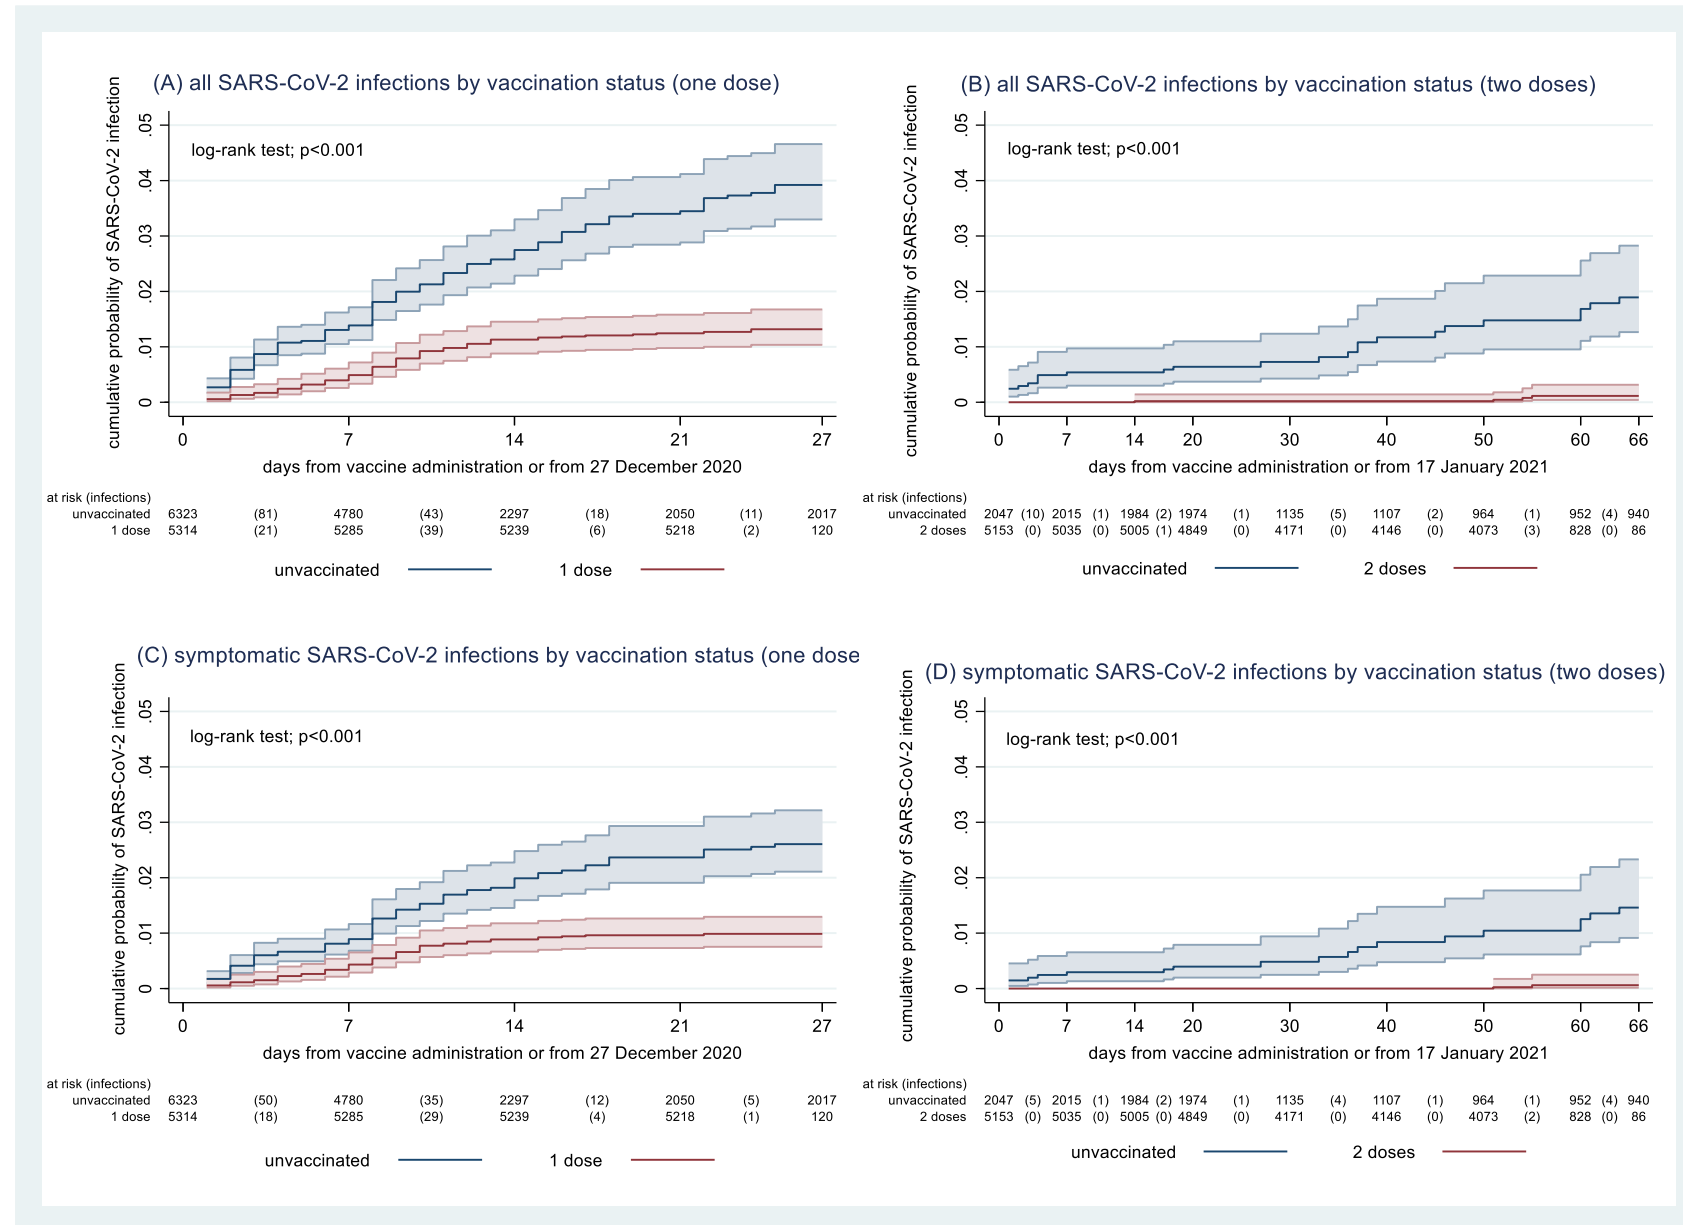 (A) all SARS-CoV-2 infections by vaccination status (one dose)
cumulative probability of SARS-CoV-2 infection
.05
.04
.03
.02
.01
0
log-rank test; p<0.001
0 7 14 21 27
days from vaccine administration or from 27 December 2020
at risk (infections)
unvaccinated 6323 (81) 4780 (43) 2297 (18) 2050 (11) 2017
1 dose 5314 (21) 5285 (39) 5239 (6) 5218 (2) 120
unvaccinated 1 dose
(B) all SARS-CoV-2 infections by vaccination status (two doses)
cumulative probability of SARS-CoV-2 infection
.05
.04
.03
.02
.01
0
log-rank test; p<0.001
0 7 14 20 30 40 50 60 66
days from vaccine administration or from 17 January 2021
at risk (infections)
unvaccinated 2047 (10) 2015 (1) 1984 (2) 1974 (1) 1135 (5) 1107 (2) 964 (1) 952 (4) 940
2 doses 5153 (0) 5035 (0) 5005 (1) 4849 (0) 4171 (0) 4146 (0) 4073 (3) 828 (0) 86
unvaccinated 2 doses
(C) symptomatic SARS-CoV-2 infections by vaccination status (one dose
cumulative probability of SARS-CoV-2 infection
.05
.04
.03
.02
.01
0
log-rank test; p<0.001
0 7 14 21 27
days from vaccine administration or from 27 December 2020
at risk (infections)
unvaccinated 6323 (50) 4780 (35) 2297 (12) 2050 (5) 2017
1 dose 5314 (18) 5285 (29) 5239 (4) 5218 (1) 120
unvaccinated 1 dose
(D) symptomatic SARS-CoV-2 infections by vaccination status (two doses)
cumulative probability of SARS-CoV-2 infection
.05
.04
.03
.02
.01
0
log-rank test; p<0.001
0 7 14 20 30 40 50 60 66
days from vaccine administration or from 17 January 2021
at risk (infections)
unvaccinated 2047 (5) 2015 (1) 1984 (2) 1974 (1) 1135 (4) 1107 (1) 964 (1) 952 (4) 940
2 doses 5153 (0) 5035 (0) 5005 (0) 4849 (0) 4171 (0) 4146 (0) 4073 (2) 828 (0) 86
unvaccinated 2 doses